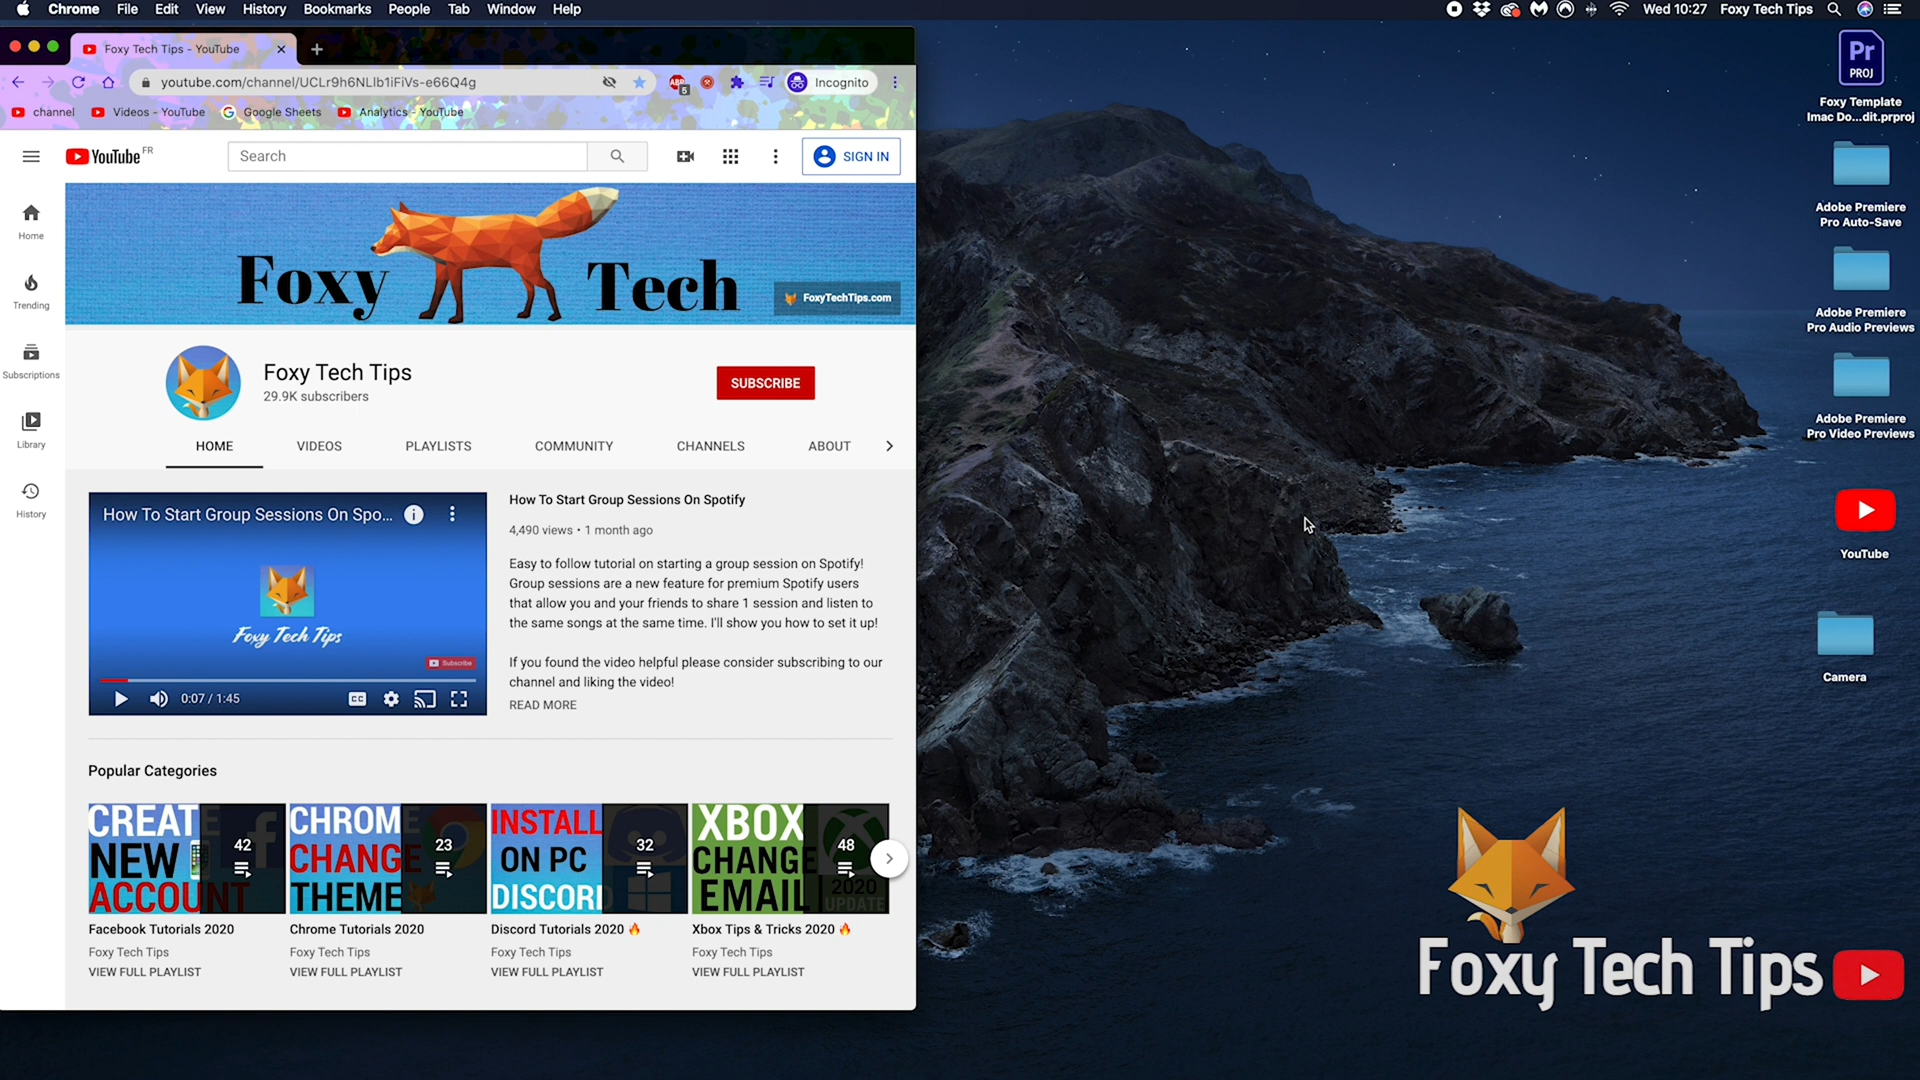 Chrome File Edit View History Bookmarks People Tab Window Help
Wed 10:27 Foxy Tech Tips
Foxy Tech Tips - YouTube
youtube.com/channel/UCLr9h6NLIb1iFiVs-e66Q4g
ABP 5
Incognito
channel Videos - YouTube Google Sheets Analytics - YouTube
YouTube FR
Search
SIGN IN
Home
Trending
Subscriptions
Library
History
Foxy Tech
FoxyTechTips.com
Foxy Tech Tips
29.9K subscribers
SUBSCRIBE
HOME VIDEOS PLAYLISTS COMMUNITY CHANNELS ABOUT
How To Start Group Sessions On Spo...
Foxy Tech Tips
Subscribe
0:07 / 1:45
CC
How To Start Group Sessions On Spotify
4,490 views • 1 month ago
Easy to follow tutorial on starting a group session on Spotify!
Group sessions are a new feature for premium Spotify users
that allow you and your friends to share 1 session and listen to
the same songs at the same time. I'll show you how to set it up!
If you found the video helpful please consider subscribing to our
channel and liking the video!
READ MORE
Popular Categories
CREATE
NEW
ACCOUNT
42
CHROME
CHANGE
THEME
23
INSTALL
ON PC
DISCORD
32
XBOX
CHANGE
EMAIL
48
2020
UPDATE
Facebook Tutorials 2020
Foxy Tech Tips
VIEW FULL PLAYLIST
Chrome Tutorials 2020
Foxy Tech Tips
VIEW FULL PLAYLIST
Discord Tutorials 2020 🔥
Foxy Tech Tips
VIEW FULL PLAYLIST
Xbox Tips & Tricks 2020 🔥
Foxy Tech Tips
VIEW FULL PLAYLIST
Pr
PROJ
Foxy Template
Imac Do...dit.prproj
Adobe Premiere
Pro Auto-Save
Adobe Premiere
Pro Audio Previews
Adobe Premiere
Pro Video Previews
YouTube
Camera
Foxy Tech Tips